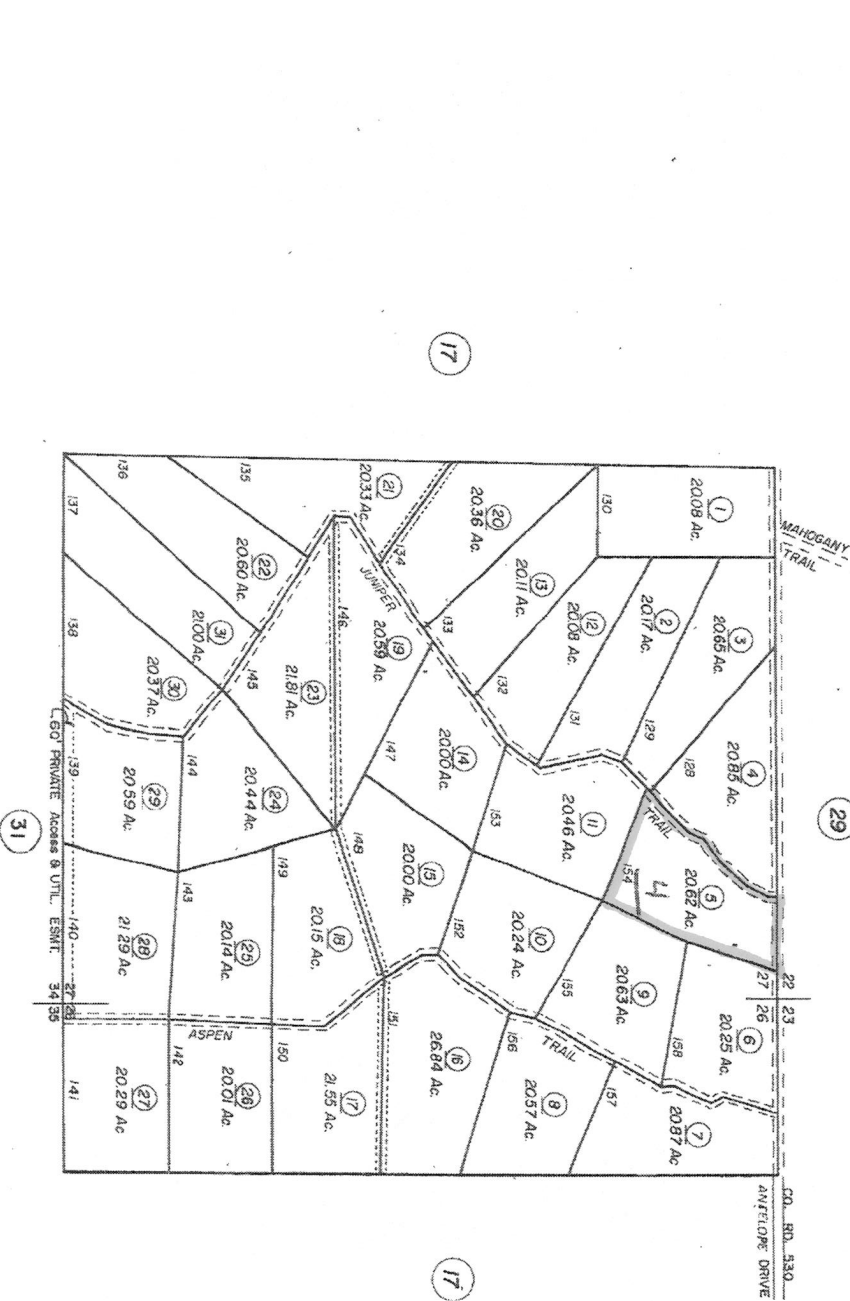 17
1
20.08 Ac.
130
MAHOGANY
TRAIL
3
20.65 Ac.
2
20.17 Ac.
12
20.08 Ac.
13
20.11 Ac.
20
20.36 Ac.
21
20.33 Ac.
135
136
137
22
20.60 Ac.
134
JUNIPER
133
132
131
129
128
4
20.85 Ac.
29
TRAIL
5
20.62 Ac.
154
4
11
20.46 Ac.
14
20.00 Ac.
153
147
19
20.59 Ac.
146
23
21.81 Ac.
145
31
21.00 Ac.
138
30
20.37 Ac.
144
24
20.44 Ac.
29
20.59 Ac.
139
60' PRIVATE Access & UTIL. ESMT.
31
148
15
20.00 Ac.
152
10
20.24 Ac.
155
9
20.63 Ac.
158
22 23
27 26
6
20.25 Ac.
149
18
20.15 Ac.
143
25
20.14 Ac.
28
21.29 Ac
140
27
34 35
ASPEN
151
156
TRAIL
157
7
20.87 Ac
8
20.57 Ac.
16
26.84 Ac.
17
21.55 Ac.
150
26
20.01 Ac.
142
27
20.29 Ac
141
CO. RD. 530
ANTELOPE DRIVE
17